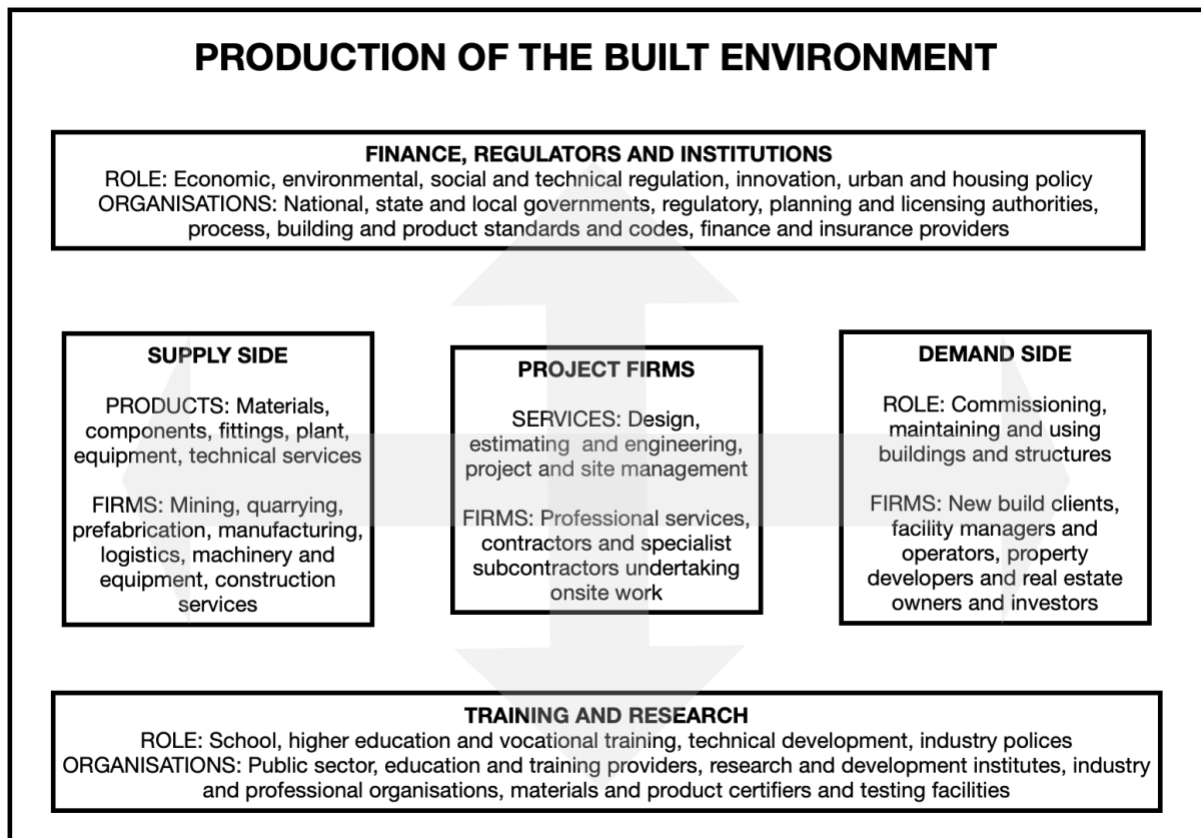 PRODUCTION OF THE BUILT ENVIRONMENT
FINANCE, REGULATORS AND INSTITUTIONS
ROLE: Economic, environmental, social and technical regulation, innovation, urban and housing policy
ORGANISATIONS: National, state and local governments, regulatory, planning and licensing authorities,
process, building and product standards and codes, finance and insurance providers
SUPPLY SIDE
PRODUCTS: Materials,
components, fittings, plant,
equipment, technical services
FIRMS: Mining, quarrying,
prefabrication, manufacturing,
logistics, machinery and
equipment, construction
services
PROJECT FIRMS
SERVICES: Design,
estimating and engineering,
project and site management
FIRMS: Professional services,
contractors and specialist
subcontractors undertaking
onsite work
DEMAND SIDE
ROLE: Commissioning,
maintaining and using
buildings and structures
FIRMS: New build clients,
facility managers and
operators, property
developers and real estate
owners and investors
TRAINING AND RESEARCH
ROLE: School, higher education and vocational training, technical development, industry polices
ORGANISATIONS: Public sector, education and training providers, research and development institutes, industry
and professional organisations, materials and product certifiers and testing facilities